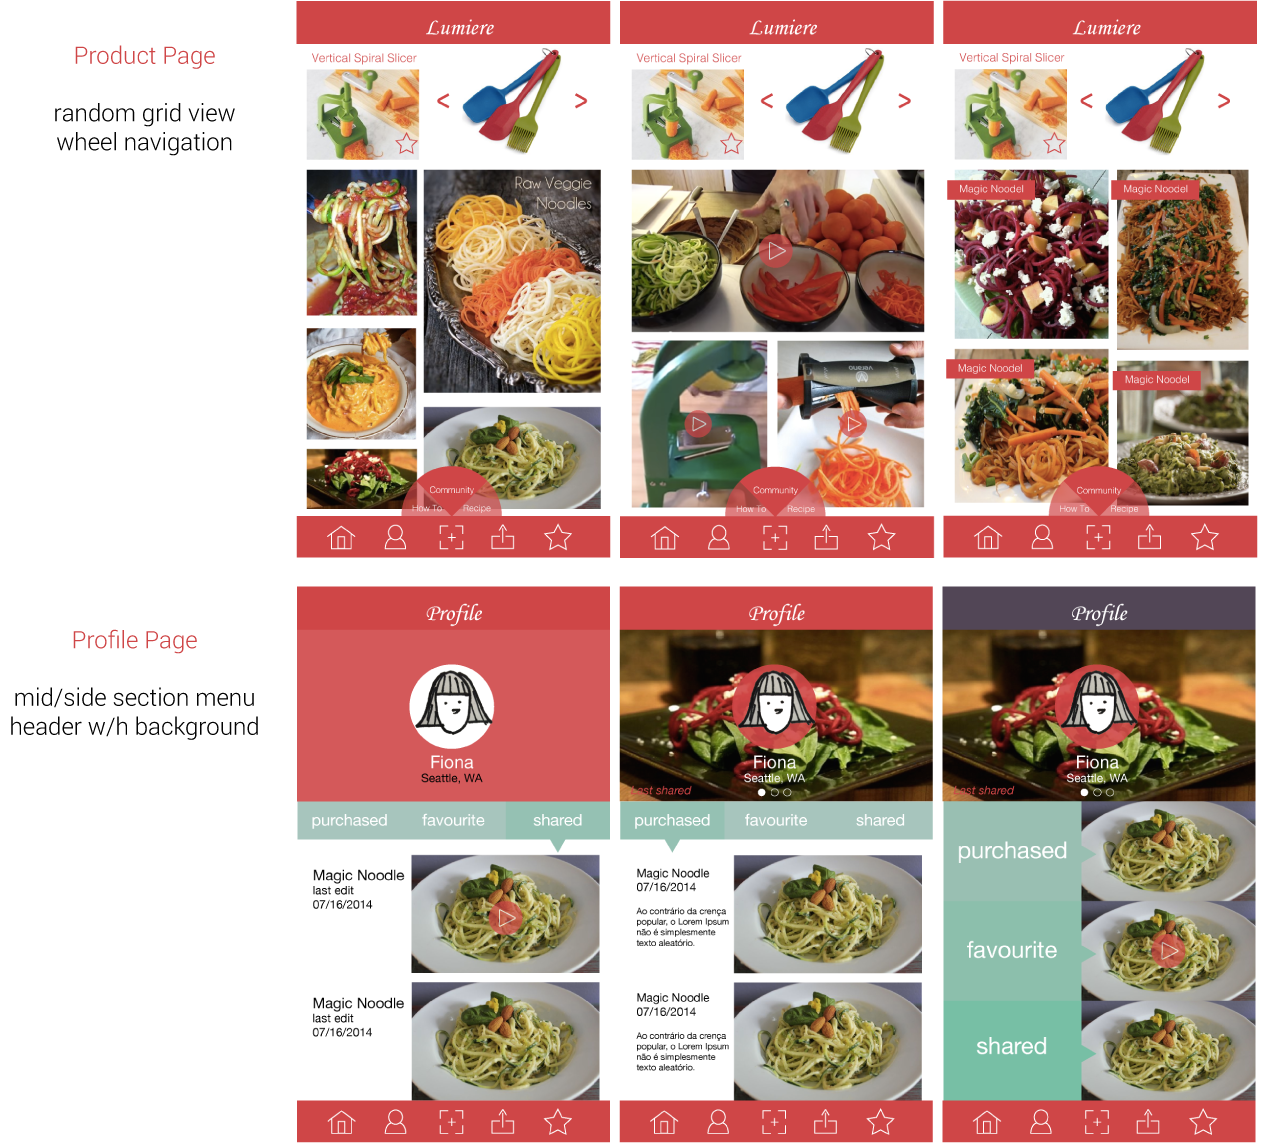 Product Page
random grid view
wheel navigation
Lumiere
Vertical Spiral Slicer
<
>
Raw Veggie
Noodles
Community
How To
Recipe
Lumiere
Vertical Spiral Slicer
<
>
Community
How To
Recipe
Lumiere
Vertical Spiral Slicer
<
>
Magic Noodel
Magic Noodel
Magic Noodel
Magic Noodel
Community
How To
Recipe
Profile Page
mid/side section menu
header w/h background
Profile
Fiona
Seattle, WA
purchased
favourite
shared
Magic Noodle
last edit
07/16/2014
Magic Noodle
last edit
07/16/2014
Profile
Fiona
Seattle, WA
Last shared
purchased
favourite
shared
Magic Noodle
07/16/2014
Ao contrário da crença
popular, o Lorem Ipsum
não é simplesmente
texto aleatório.
Magic Noodle
07/16/2014
Ao contrário da crença
popular, o Lorem Ipsum
não é simplesmente
texto aleatório.
Profile
Fiona
Seattle, WA
Last shared
purchased
favourite
shared